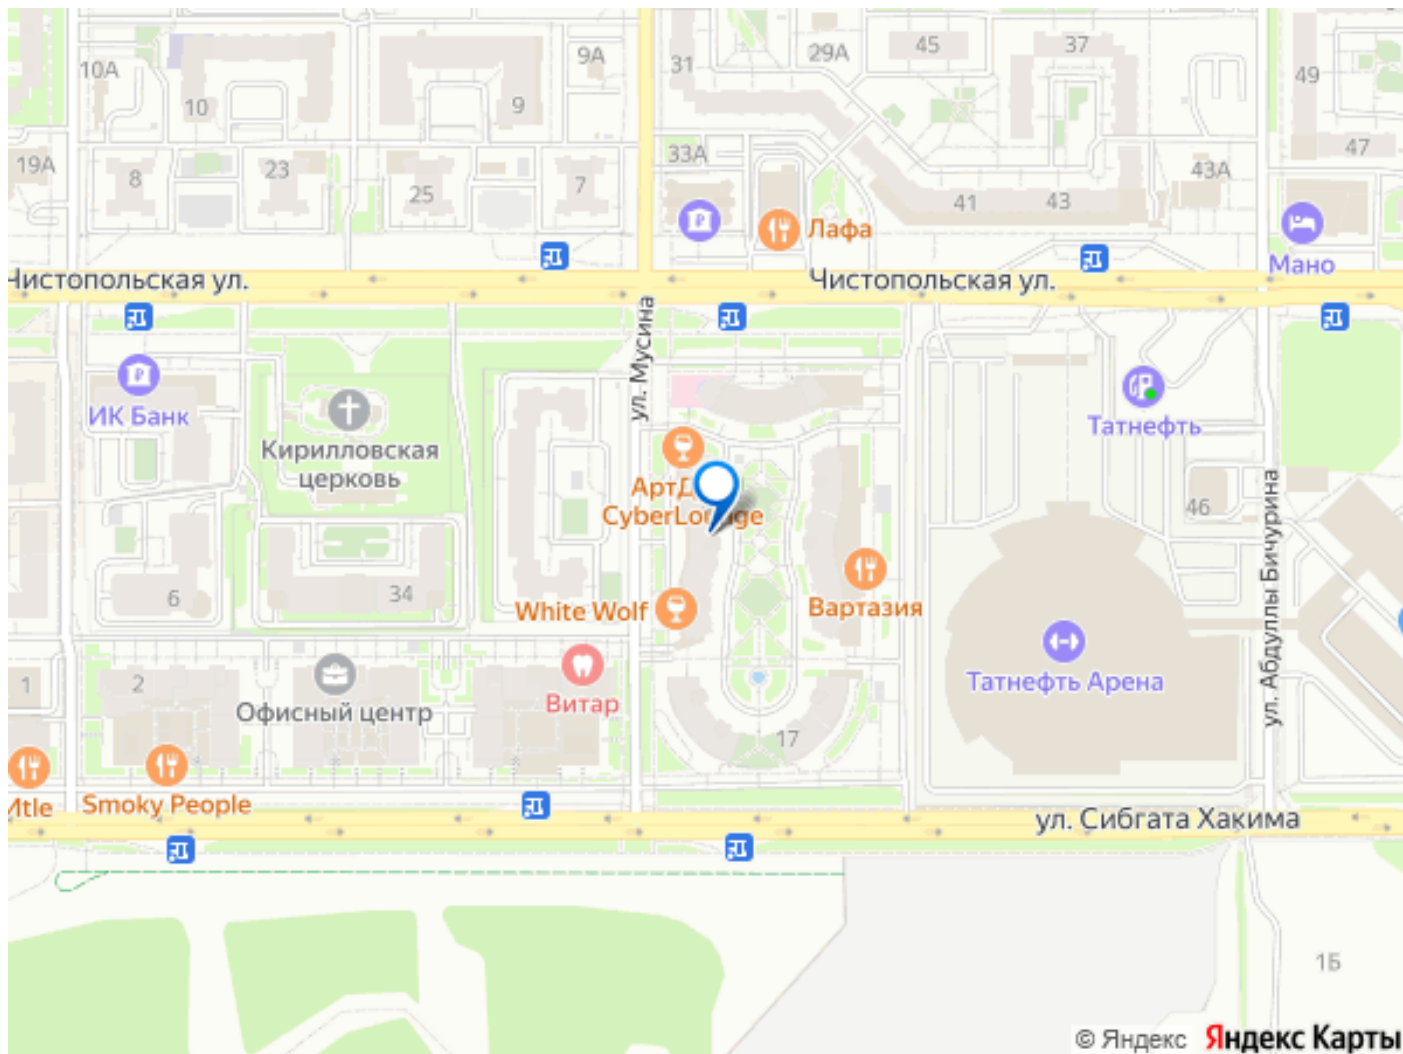 45
37
31
29А
9А
10А
49
10
9
47
33А
19А
8
23
25
7
43А
41
43
Лафа
Мано
Чистопольская ул.
Чистопольская ул.
ул. Мусина
ИК Банк
Татнефть
Кирилловская
церковь
CyberLounge
46
ул. Абдуллы Бичурина
34
6
White Wolf
Вартазия
Татнефть Арена
1
2
Витар
Офисный центр
17
Smoky People
ул. Сибгата Хакима
1Б
© Яндекс
Яндекс Карты